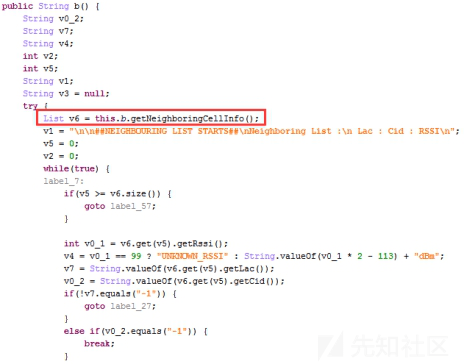 public String b() {
    String v0_2;
    String v7;
    String v4;
    int v2;
    int v5;
    String v1;
    String v3 = null;
    try {
        List v6 = this.b.getNeighboringCellInfo();
        v1 = "\n\n##NEIGHBOURING LIST STARTS##\nNeighboring List :\n Lac : Cid : RSSI\n";
        v5 = 0;
        v2 = 0;
        while(true) {
        label_7:
            if(v5 >= v6.size()) {
                goto label_57;
            }
            int v0_1 = v6.get(v5).getRssi();
            v4 = v0_1 == 99 ? "UNKNOWN_RSSI" : String.valueOf(v0_1 * 2 - 113) + "dBm";
            v7 = String.valueOf(v6.get(v5).getLac());
            v0_2 = String.valueOf(v6.get(v5).getCid());
            if(!v7.equals("-1")) {
                goto label_27;
            }
            else if(v0_2.equals("-1")) {
                break;
            }
先知社区